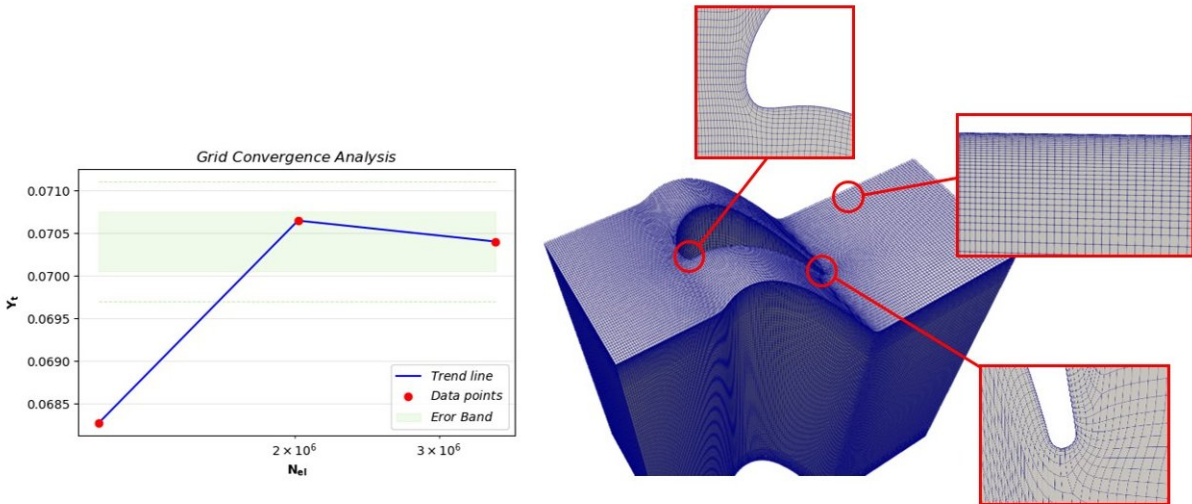 Grid Convergence Analysis
0.0710
0.0705
0.0700
0.0695
0.0690
0.0685
Yt
Trend line
Data points
Eror Band
2 × 10⁶
3 × 10⁶
Nel